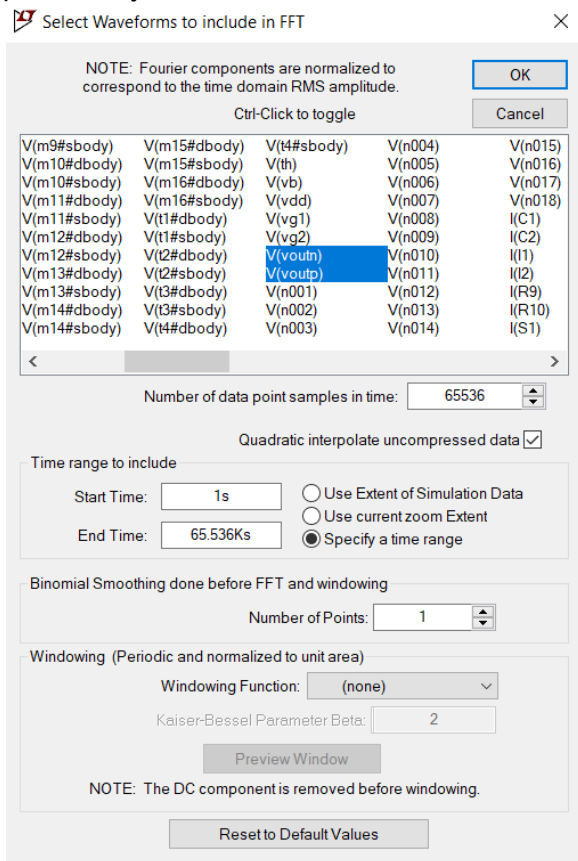 Select Waveforms to include in FFT
NOTE: Fourier components are normalized to
correspond to the time domain RMS amplitude.
OK
Ctrl-Click to toggle
Cancel
V(m9#sbody) V(m15#dbody) V(t4#sbody) V(n004) V(n015)
V(m10#dbody) V(m15#sbody) V(th) V(n005) V(n016)
V(m10#sbody) V(m16#dbody) V(vb) V(n006) V(n017)
V(m11#dbody) V(m16#sbody) V(vdd) V(n007) V(n018)
V(m11#sbody) V(t1#dbody) V(vg1) V(n008) I(C1)
V(m12#dbody) V(t1#sbody) V(vg2) V(n009) I(C2)
V(m12#sbody) V(t2#dbody) V(voutn) V(n010) I(I1)
V(m13#dbody) V(t2#sbody) V(voutp) V(n011) I(I2)
V(m13#sbody) V(t3#dbody) V(n001) V(n012) I(R9)
V(m14#dbody) V(t3#sbody) V(n002) V(n013) I(R10)
V(m14#sbody) V(t4#dbody) V(n003) V(n014) I(S1)
Number of data point samples in time: 65536
Quadratic interpolate uncompressed data
Time range to include
Start Time: 1s
Use Extent of Simulation Data
Use current zoom Extent
End Time: 65.536Ks
Specify a time range
Binomial Smoothing done before FFT and windowing
Number of Points: 1
Windowing (Periodic and normalized to unit area)
Windowing Function: (none)
Kaiser-Bessel Parameter Beta: 2
Preview Window
NOTE: The DC component is removed before windowing.
Reset to Default Values